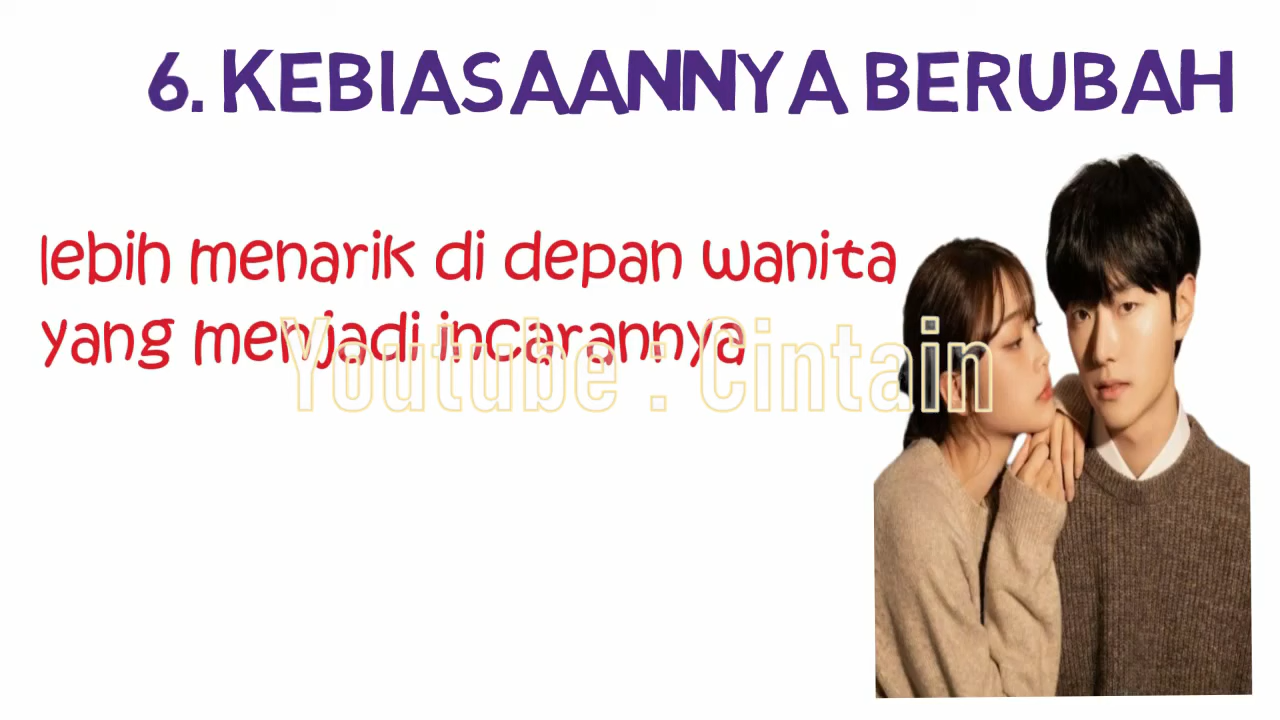 6. KEBIASAANNYA BERUBAH
lebih menarik di depan wanita
yang menjadi incarannya
Youtube : Cintain